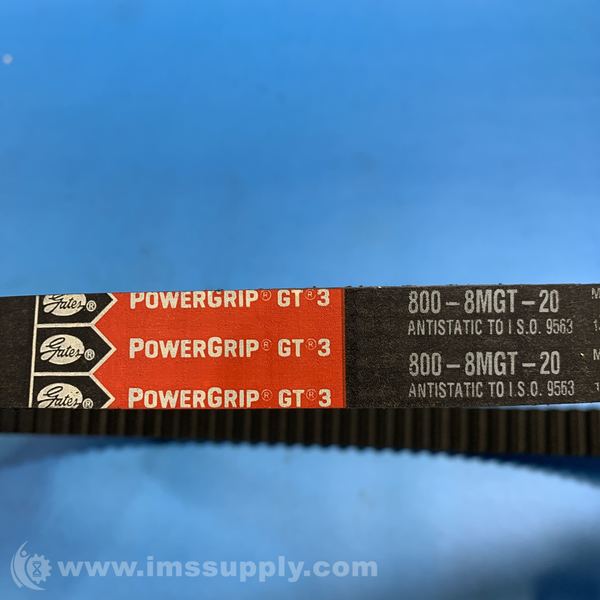 Gates® POWERGRIP® GT®3 800-8MGT-20
ANTISTATIC TO I.S.O. 9563
Gates® POWERGRIP® GT®3 800-8MGT-20
ANTISTATIC TO I.S.O. 9563
Gates® POWERGRIP® GT®3
www.imssupply.com